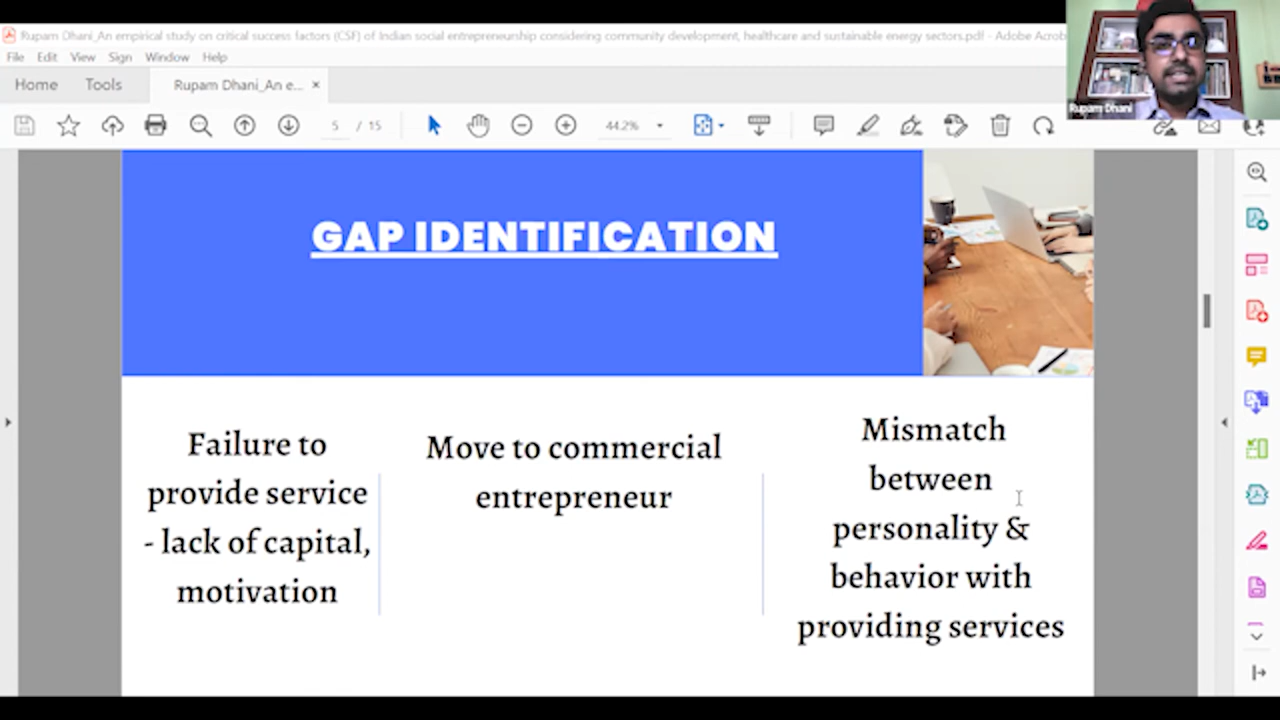 Rupam Dhani_An empirical study on critical success factors (CSF) of Indian social entrepreneurship considering community development, healthcare and sustainable energy sectors.pdf - Adobe Acrob
File Edit View Sign Window Help
Home Tools Rupam Dhani_An e... ×
5 / 15 44.2%
Rupam Dhani
GAP IDENTIFICATION
Failure to
provide service
- lack of capital,
motivation
Move to commercial
entrepreneur
Mismatch
between
personality &
behavior with
providing services